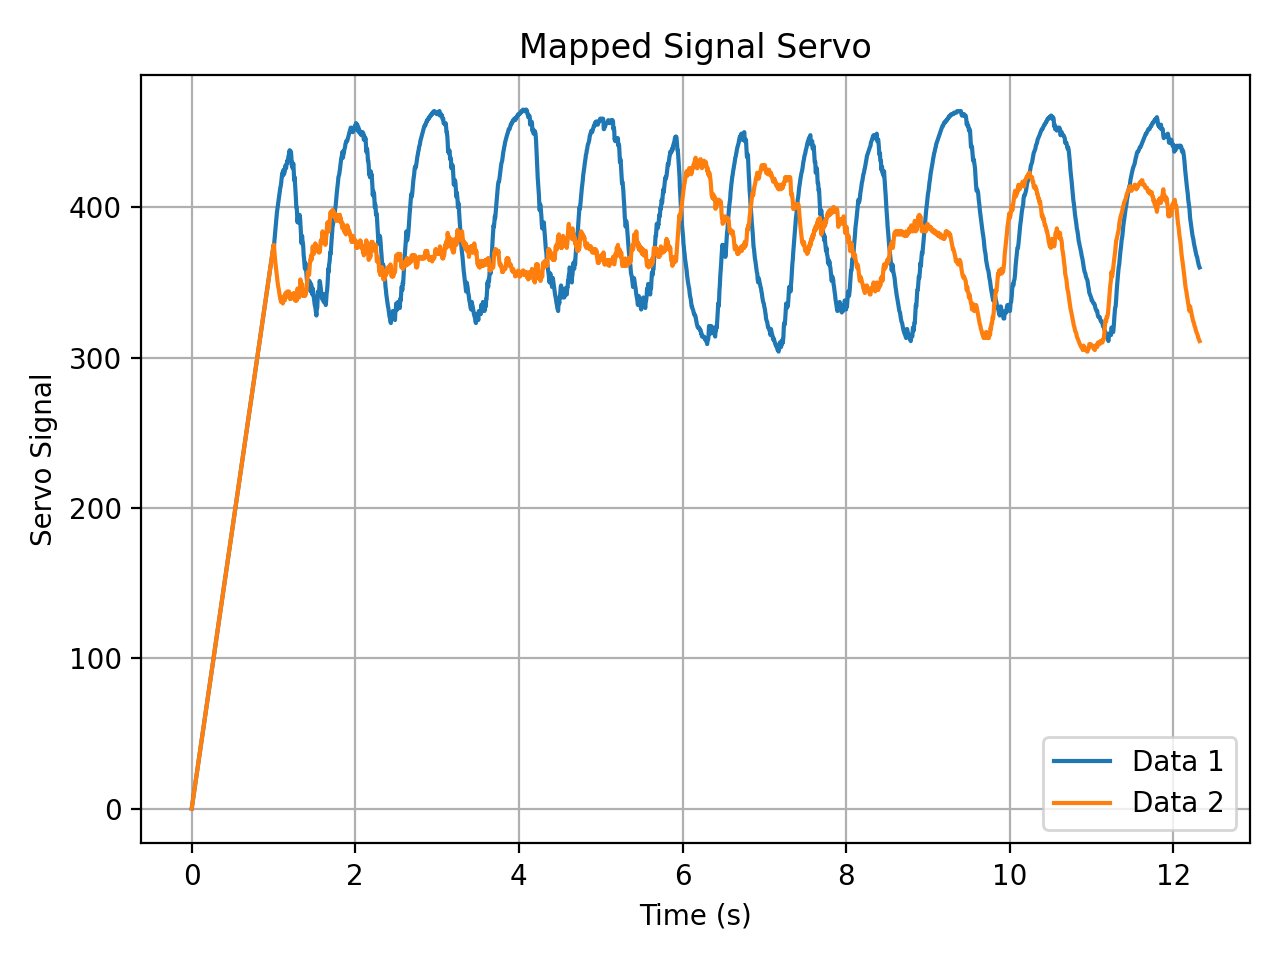 Mapped Signal Servo
Servo Signal
400
300
200
100
0
0 2 4 6 8 10 12
Time (s)
Data 1
Data 2